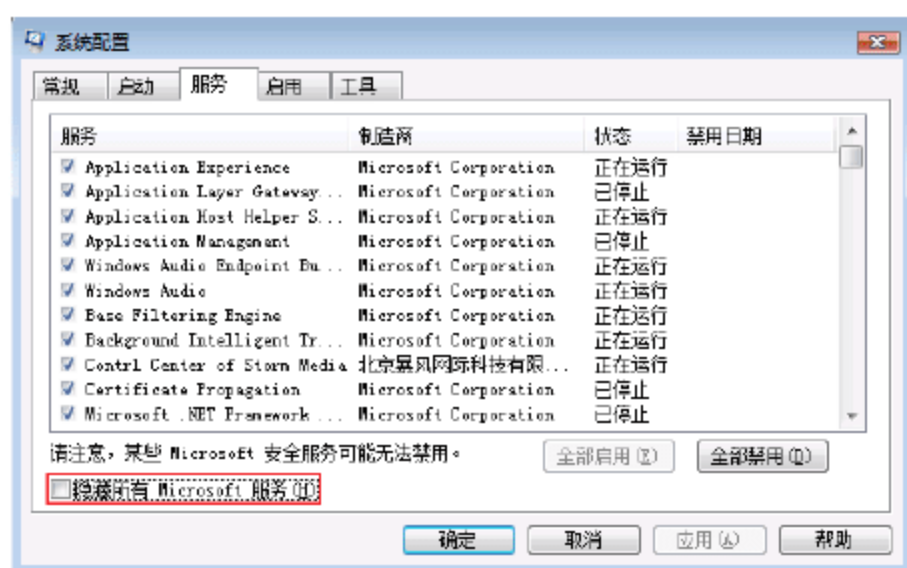 系统配置
常规 启动 服务 启用 工具
服务 制造商 状态 禁用日期
Application Experience Microsoft Corporation 正在运行
Application Layer Gateway... Microsoft Corporation 已停止
Application Host Helper S... Microsoft Corporation 正在运行
Application Management Microsoft Corporation 已停止
Windows Audio Endpoint Bu... Microsoft Corporation 正在运行
Windows Audio Microsoft Corporation 正在运行
Base Filtering Engine Microsoft Corporation 正在运行
Background Intelligent Tr... Microsoft Corporation 正在运行
Contrl Center of Storm Media 北京暴风网际科技有限... 正在运行
Certificate Propagation Microsoft Corporation 已停止
Microsoft .NET Framework ... Microsoft Corporation 已停止
请注意，某些 Microsoft 安全服务可能无法禁用。 全部启用(E) 全部禁用(D)
隐藏所有 Microsoft 服务(H)
确定 取消 应用(A) 帮助